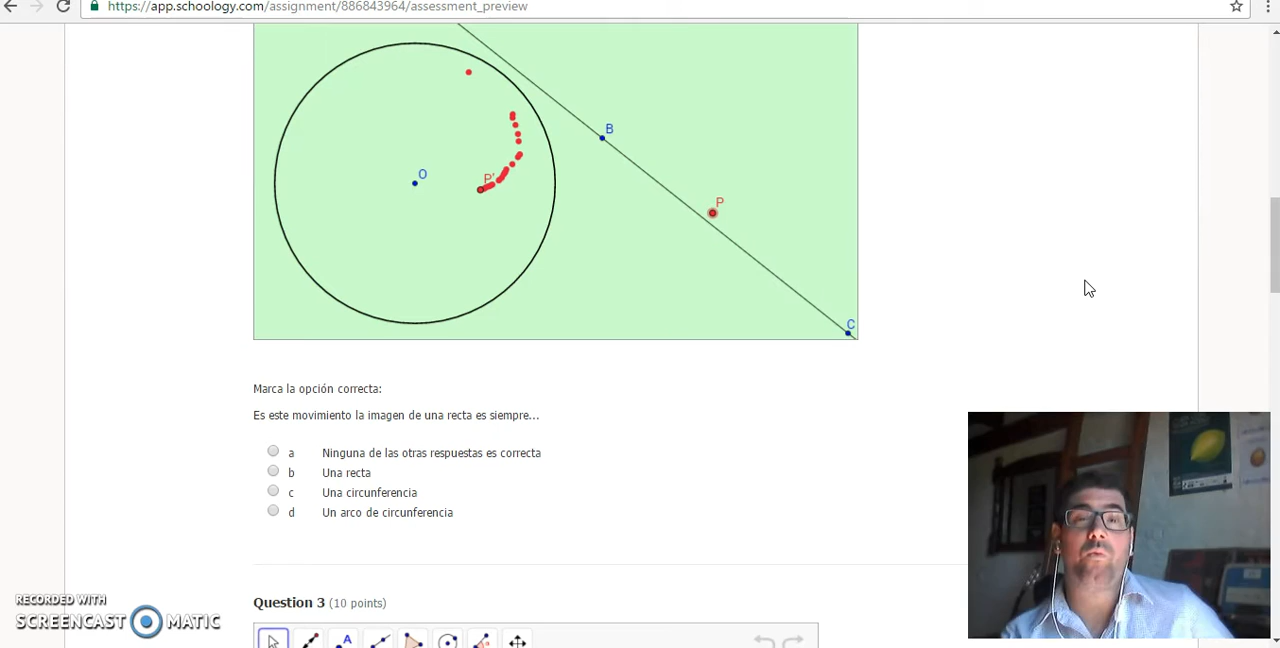 https://app.schoology.com/assignment/886843964/assessment_preview
B
O
P'
P
C
Marca la opción correcta:
Es este movimiento la imagen de una recta es siempre...
a Ninguna de las otras respuestas es correcta
b Una recta
c Una circunferencia
d Un arco de circunferencia
Question 3 (10 points)
A
RECORDED WITH
SCREENCAST MATIC